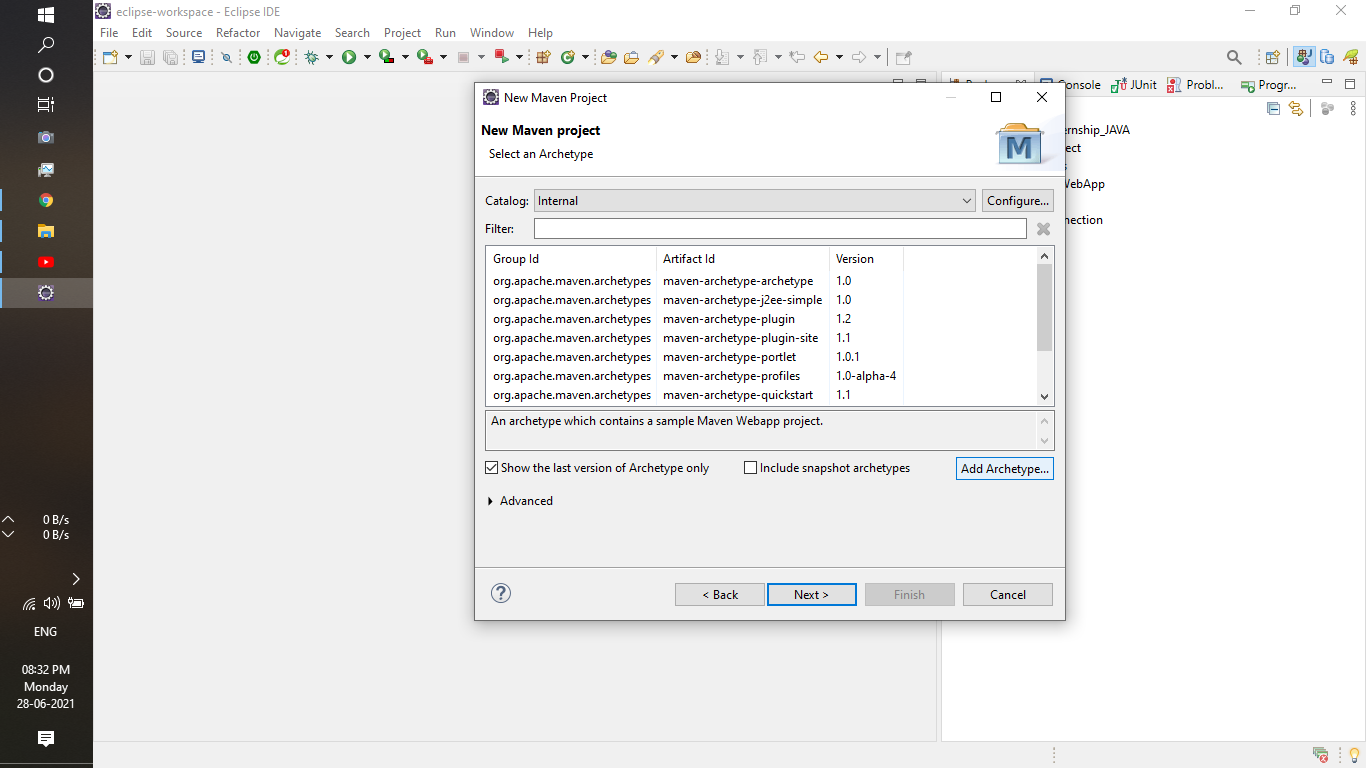 eclipse-workspace - Eclipse IDE
File Edit Source Refactor Navigate Search Project Run Window Help
Console JUnit Probl... Progr...
New Maven Project
New Maven project
Select an Archetype
M
ernship_JAVA
ect
WebApp
nection
Catalog: Internal Configure...
Filter:
Group Id Artifact Id Version
org.apache.maven.archetypes maven-archetype-archetype 1.0
org.apache.maven.archetypes maven-archetype-j2ee-simple 1.0
org.apache.maven.archetypes maven-archetype-plugin 1.2
org.apache.maven.archetypes maven-archetype-plugin-site 1.1
org.apache.maven.archetypes maven-archetype-portlet 1.0.1
org.apache.maven.archetypes maven-archetype-profiles 1.0-alpha-4
org.apache.maven.archetypes maven-archetype-quickstart 1.1
An archetype which contains a sample Maven Webapp project.
Show the last version of Archetype only Include snapshot archetypes Add Archetype...
Advanced
? < Back Next > Finish Cancel
0 B/s
0 B/s
ENG
08:32 PM
Monday
28-06-2021